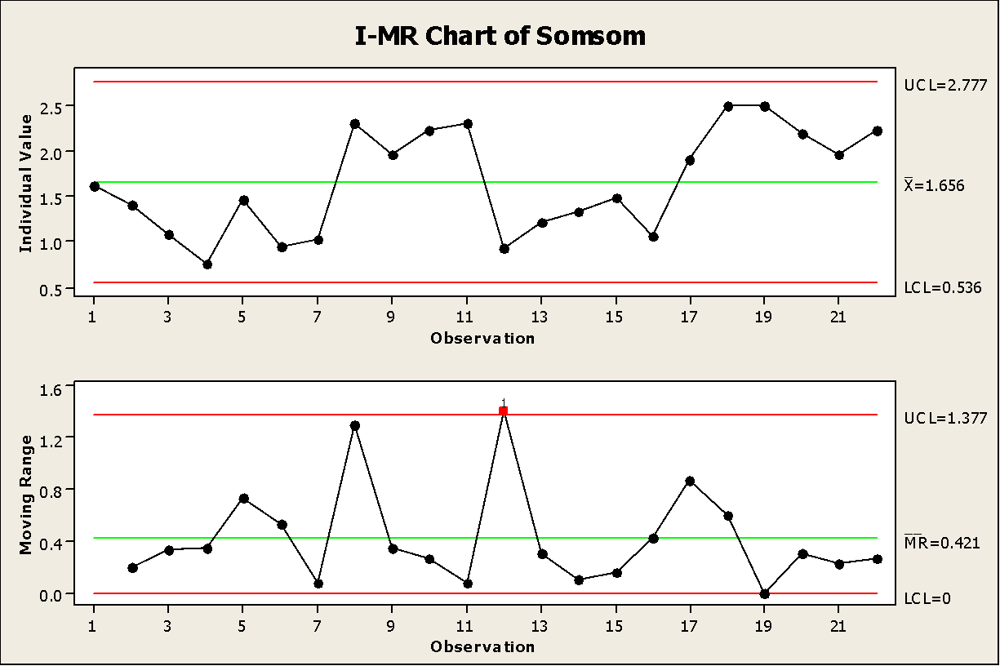 I-MR Chart of Somsom
UCL=2.777
2.5
2.0
X̅=1.656
1.5
1.0
0.5
LCL=0.536
Individual Value
1 3 5 7 9 11 13 15 17 19 21
Observation
1.6
1
UCL=1.377
1.2
0.8
M̅R̅=0.421
0.4
0.0
LCL=0
Moving Range
1 3 5 7 9 11 13 15 17 19 21
Observation